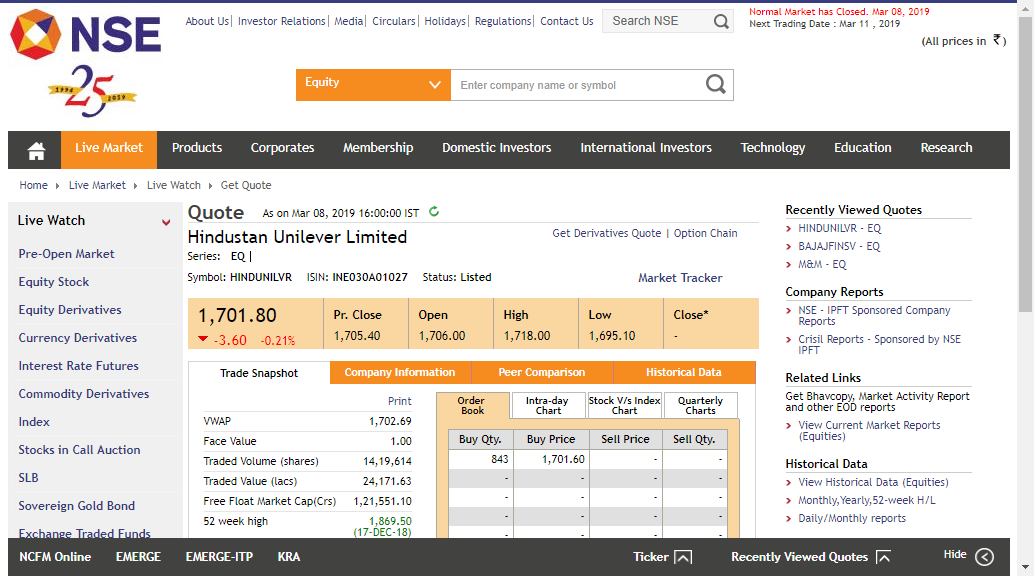 NSE
1994 25 2019
About Us | Investor Relations | Media | Circulars | Holidays | Regulations | Contact Us
Search NSE
Normal Market has Closed. Mar 08, 2019
Next Trading Date : Mar 11 , 2019
(All prices in ₹ )
Equity
Enter company name or symbol
Live Market Products Corporates Membership Domestic Investors International Investors Technology Education Research
Home Live Market Live Watch Get Quote
Live Watch
Pre-Open Market
Equity Stock
Equity Derivatives
Currency Derivatives
Interest Rate Futures
Commodity Derivatives
Index
Stocks in Call Auction
SLB
Sovereign Gold Bond
Exchange Traded Funds
Quote As on Mar 08, 2019 16:00:00 IST
Hindustan Unilever Limited
Get Derivatives Quote | Option Chain
Series: EQ |
Symbol: HINDUNILVR ISIN: INE030A01027 Status: Listed
Market Tracker
1,701.80 Pr. Close Open High Low Close*
-3.60 -0.21% 1,705.40 1,706.00 1,718.00 1,695.10 -
Trade Snapshot Company Information Peer Comparison Historical Data
Print
VWAP 1,702.69
Face Value 1.00
Traded Volume (shares) 14,19,614
Traded Value (lacs) 24,171.63
Free Float Market Cap(Crs) 1,21,551.10
52 week high 1,869.50
(17-DEC-18)
Order Book
Intra-day Chart
Stock V/s Index Chart
Quarterly Charts
Buy Qty. Buy Price Sell Price Sell Qty.
843 1,701.60 - -
- - - -
- - - -
- - - -
- - - -
Recently Viewed Quotes
HINDUNILVR - EQ
BAJAJFINSV - EQ
M&M - EQ
Company Reports
NSE - IPFT Sponsored Company
Reports
Crisil Reports - Sponsored by NSE
IPFT
Related Links
Get Bhavcopy, Market Activity Report
and other EOD reports
View Current Market Reports
(Equities)
Historical Data
View Historical Data (Equities)
Monthly,Yearly,52-week H/L
Daily/Monthly reports
NCFM Online EMERGE EMERGE-ITP KRA Ticker Recently Viewed Quotes Hide